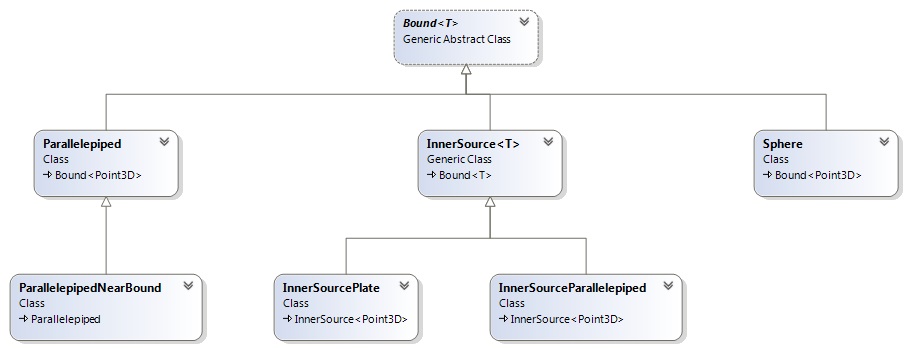 Bound<T>
Generic Abstract Class
Parallelepiped
Class
Bound<Point3D>
InnerSource<T>
Generic Class
Bound<T>
Sphere
Class
Bound<Point3D>
ParallelepipedNearBound
Class
Parallelepiped
InnerSourcePlate
Class
InnerSource<Point3D>
InnerSourceParallelepiped
Class
InnerSource<Point3D>